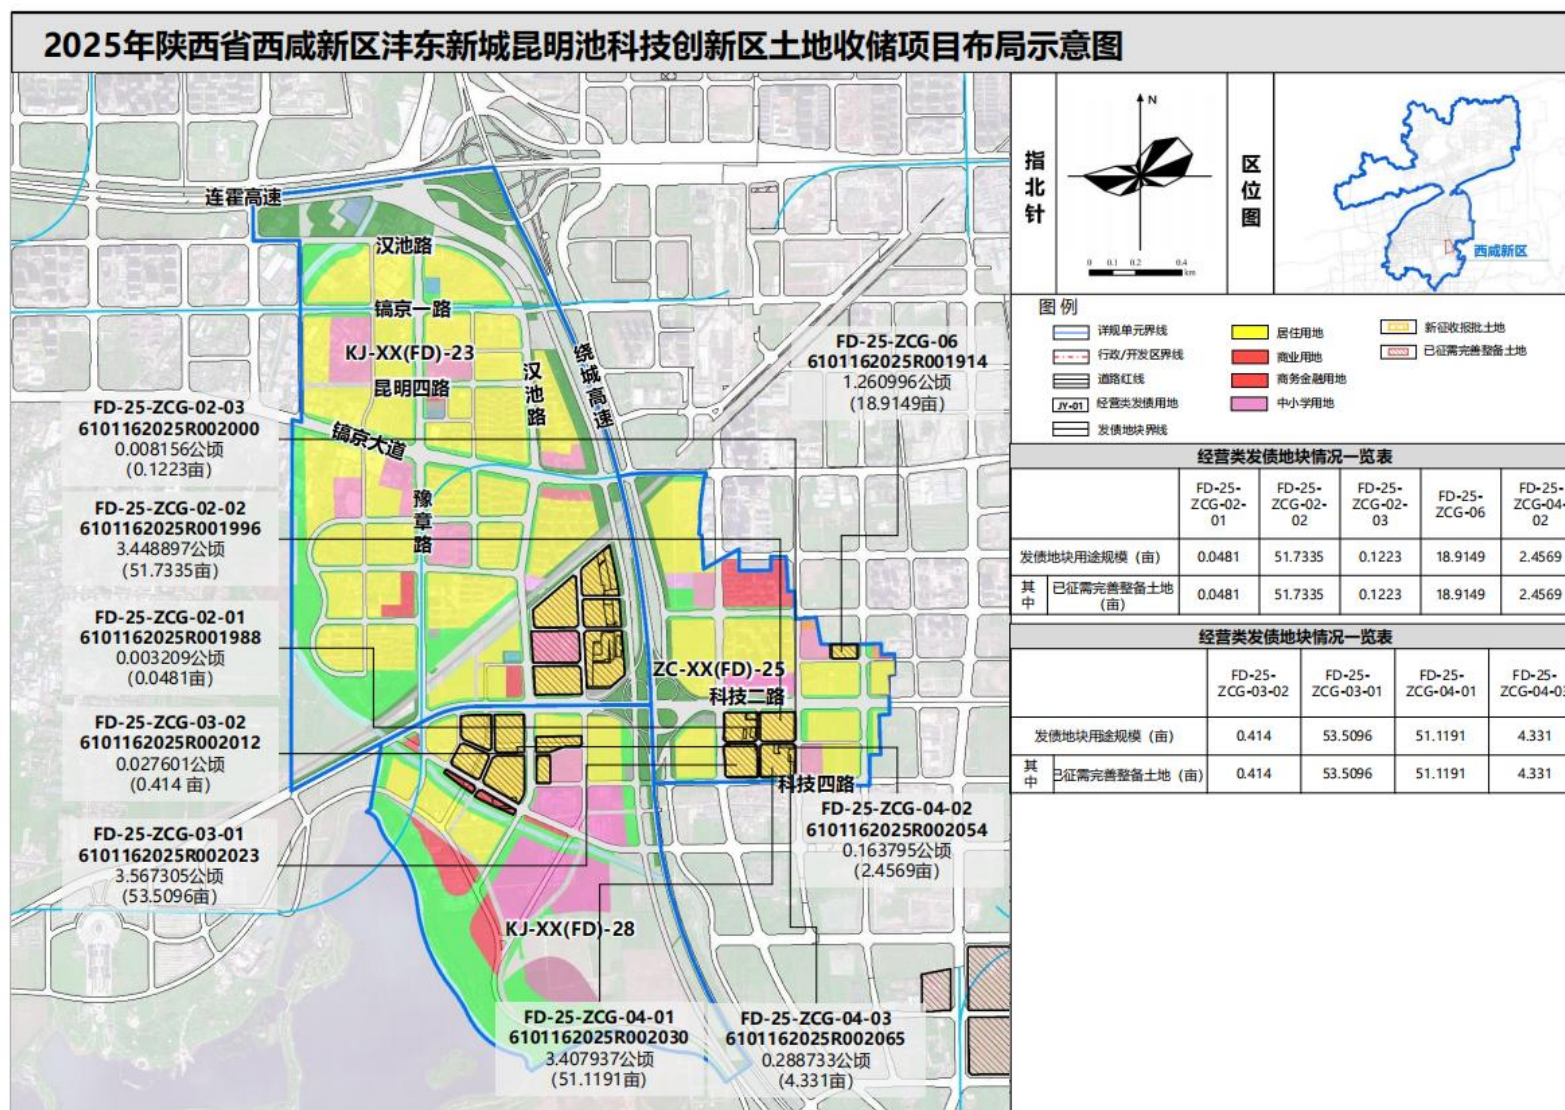 2025年陕西省西咸新区沣东新城昆明池科技创新区土地收储项目布局示意图
连霍高速
汉池路
镐京一路
KJ-XX(FD)-23
昆明四路
汉池路
绕城高速
镐京大道
豫章路
FD-25-ZCG-06
6101162025R001914
1.260996公顷
(18.9149亩)
FD-25-ZCG-02-03
6101162025R002000
0.008156公顷
(0.1223亩)
FD-25-ZCG-02-02
6101162025R001996
3.448897公顷
(51.7335亩)
FD-25-ZCG-02-01
6101162025R001988
0.003209公顷
(0.0481亩)
FD-25-ZCG-03-02
6101162025R002012
0.027601公顷
(0.414 亩)
FD-25-ZCG-03-01
6101162025R002023
3.567305公顷
(53.5096亩)
ZC-XX(FD)-25
科技二路
科技四路
FD-25-ZCG-04-02
6101162025R002054
0.163795公顷
(2.4569亩)
KJ-XX(FD)-28
FD-25-ZCG-04-01
6101162025R002030
3.407937公顷
(51.1191亩)
FD-25-ZCG-04-03
6101162025R002065
0.288733公顷
(4.331亩)
指北针
N
0 0.1 0.2 0.4
km
区位图
西咸新区
图例
详规单元界线
行政/开发区界线
道路红线
JY-01 经营类发债用地
发债地块界线
居住用地
商业用地
商务金融用地
中小学用地
新征收报批土地
已征需完善整备土地
经营类发债地块情况一览表
FD-25-ZCG-02-01 FD-25-ZCG-02-02 FD-25-ZCG-02-03 FD-25-ZCG-06 FD-25-ZCG-04-02
发债地块用途规模（亩） 0.0481 51.7335 0.1223 18.9149 2.4569
其中 已征需完善整备土地（亩） 0.0481 51.7335 0.1223 18.9149 2.4569
经营类发债地块情况一览表
FD-25-ZCG-03-02 FD-25-ZCG-03-01 FD-25-ZCG-04-01 FD-25-ZCG-04-03
发债地块用途规模（亩） 0.414 53.5096 51.1191 4.331
其中 已征需完善整备土地（亩） 0.414 53.5096 51.1191 4.331